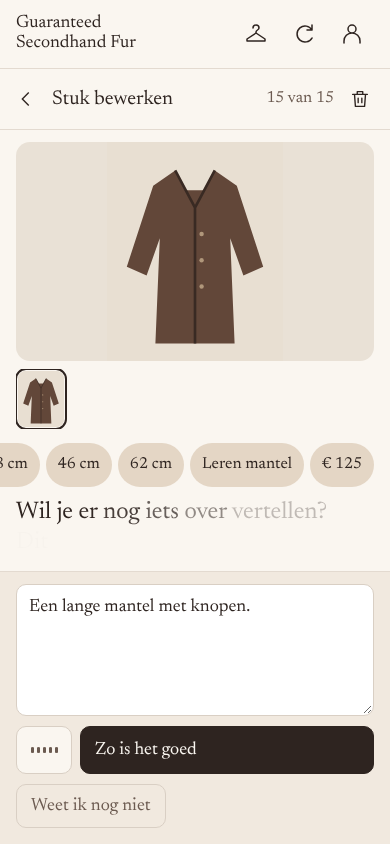 Guaranteed
Secondhand Fur
Stuk bewerken
15 van 15
cm
46 cm
62 cm
Leren mantel
€ 125
Wil je er nog iets over vertellen?
Een lange mantel met knopen.
Zo is het goed
Weet ik nog niet